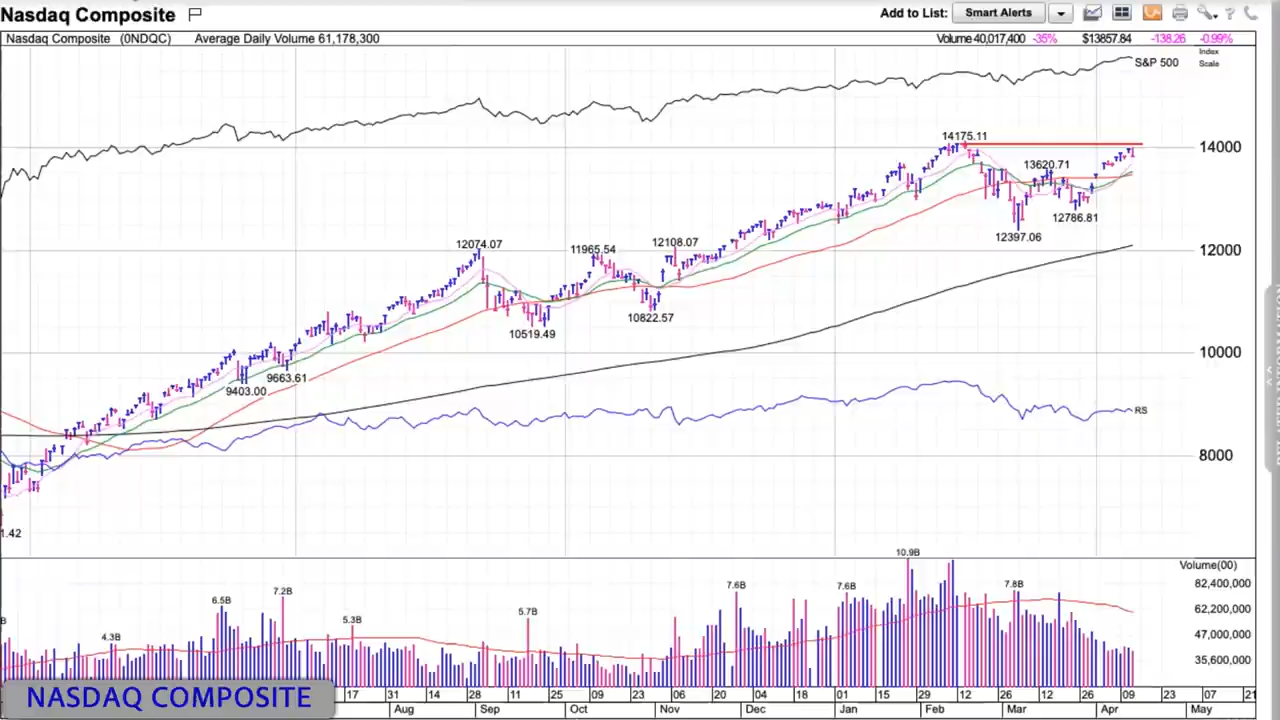 Nasdaq Composite
Add to List: Smart Alerts
Nasdaq Composite (0NDQC) Average Daily Volume 61,178,300
Volume 40,017,400 -35% $13857.84 -138.26 -0.99%
Index
Scale
S&P 500
14175.11
14000
13620.71
12786.81
12397.06
12074.07
11965.54
12108.07
12000
10822.57
10519.49
10000
9663.61
9403.00
RS
8000
1.42
10.9B
Volume(00)
82,400,000
7.6B
7.6B
7.8B
7.2B
6.5B
62,200,000
5.7B
5.3B
B
4.3B
47,000,000
35,600,000
17 31 14 28 11 25 09 23 06 20 04 18 01 15 29 12 26 12 26 09 23 07 21
Aug Sep Oct Nov Dec Jan Feb Mar Apr May
NASDAQ COMPOSITE